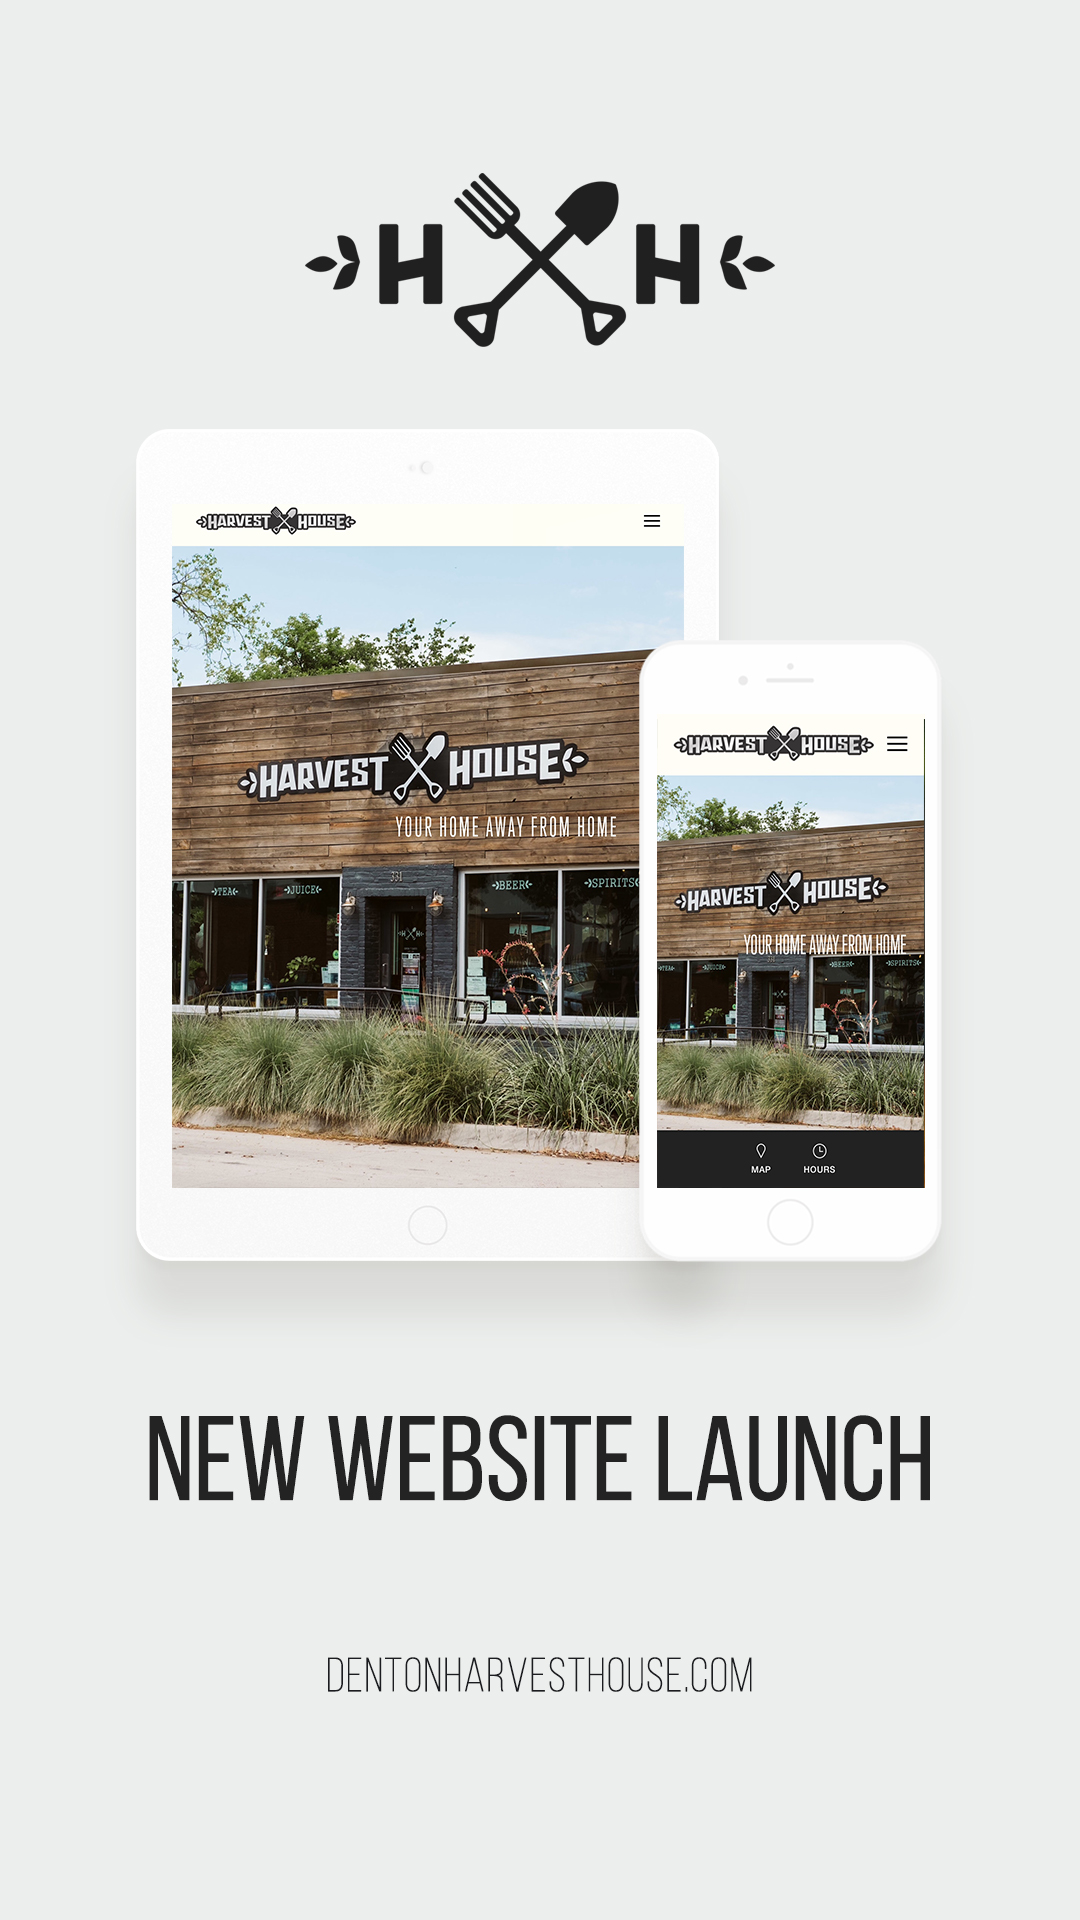 H H
HARVEST HOUSE
HARVEST HOUSE
YOUR HOME AWAY FROM HOME
331
TEA JUICE BEER SPIRITS
H H
HARVEST HOUSE
HARVEST HOUSE
YOUR HOME AWAY FROM HOME
TEA JUICE BEER SPIRITS
MAP HOURS
NEW WEBSITE LAUNCH
DENTONHARVESTHOUSE.COM